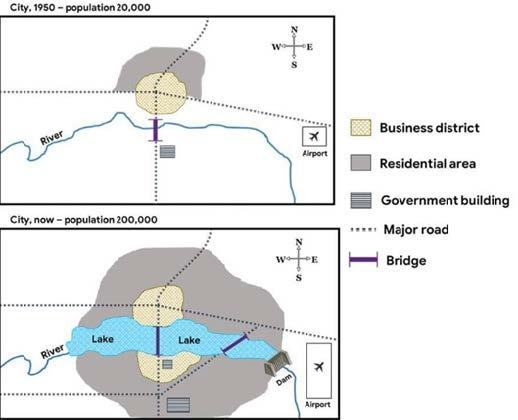 City, 1950 – population 20,000
N
W E
S
River
Airport
Business district
Residential area
Government building
Major road
Bridge
City, now – population 200,000
N
W E
S
River
Lake
Lake
Dam
Airport